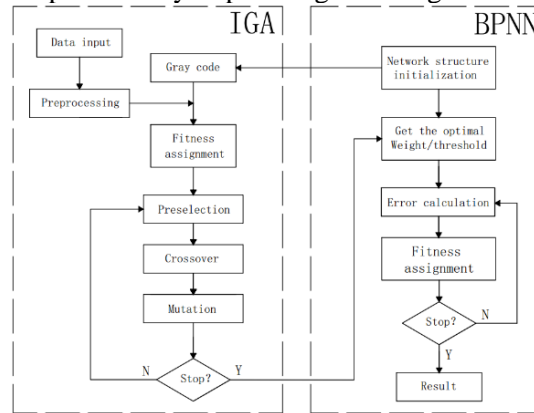 IGA
Data input
Preprocessing
Gray code
Fitness
assignment
Preselection
Crossover
Mutation
N
Stop?
Y
BPNN
Network structure
initialization
Get the optimal
Weight/threshold
Error calculation
Fitness
assignment
Stop?
N
Y
Result